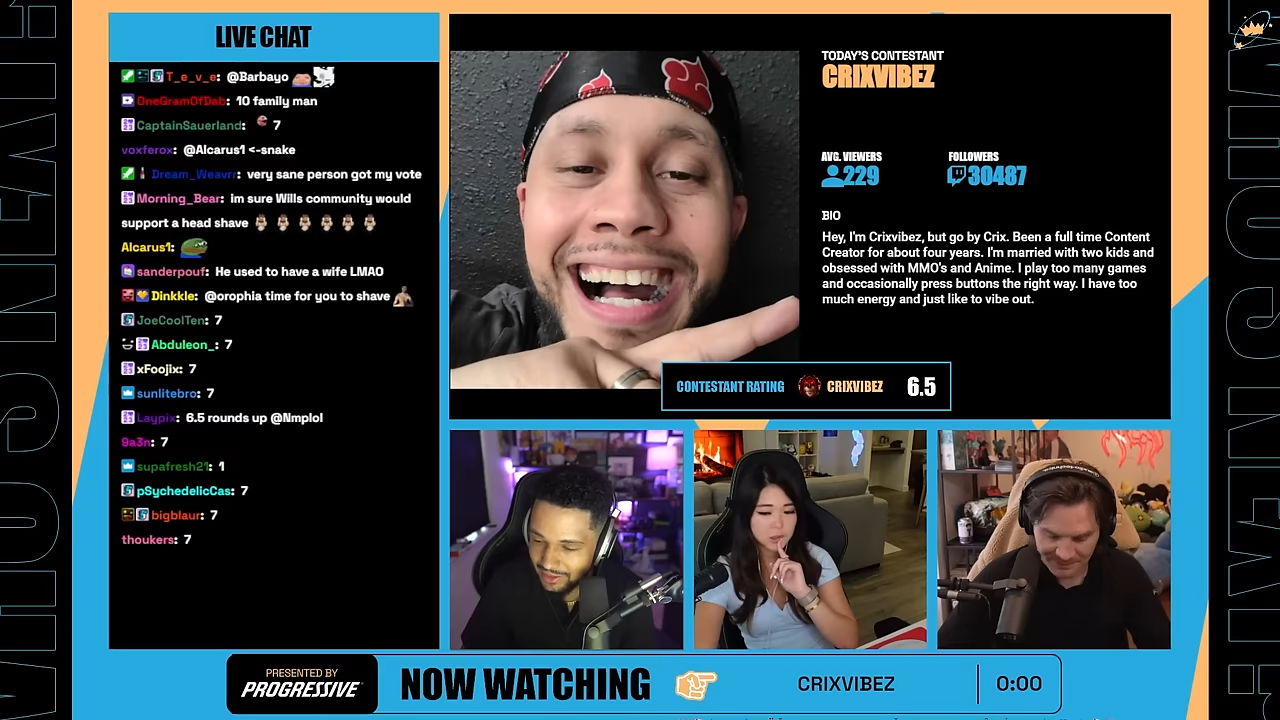 LIVE CHAT
T_e_v_e: @Barbayo
OneGramOfDab: 10 family man
CaptainSauerland: 7
voxferox: @Alcarus1 <-snake
Dream_Weavrr: very sane person got my vote
Morning_Bear: im sure Wills community would
support a head shave
Alcarus1:
sanderpouf: He used to have a wife LMAO
Dinkkle: @orophia time for you to shave
JoeCoolTen: 7
Abduleon_: 7
xFoojix: 7
sunlitebro: 7
Laypix: 6.5 rounds up @Nmplol
9a3n: 7
supafresh21: 1
pSychedelicCas: 7
bigblaur: 7
thoukers: 7
TODAY'S CONTESTANT
CRIXVIBEZ
AVG. VIEWERS
229
FOLLOWERS
30487
BIO
Hey, I'm Crixvibez, but go by Crix. Been a full time Content
Creator for about four years. I'm married with two kids and
obsessed with MMO's and Anime. I play too many games
and occasionally press buttons the right way. I have too
much energy and just like to vibe out.
CONTESTANT RATING CRIXVIBEZ 6.5
PRESENTED BY
PROGRESSIVE
NOW WATCHING
CRIXVIBEZ
0:00